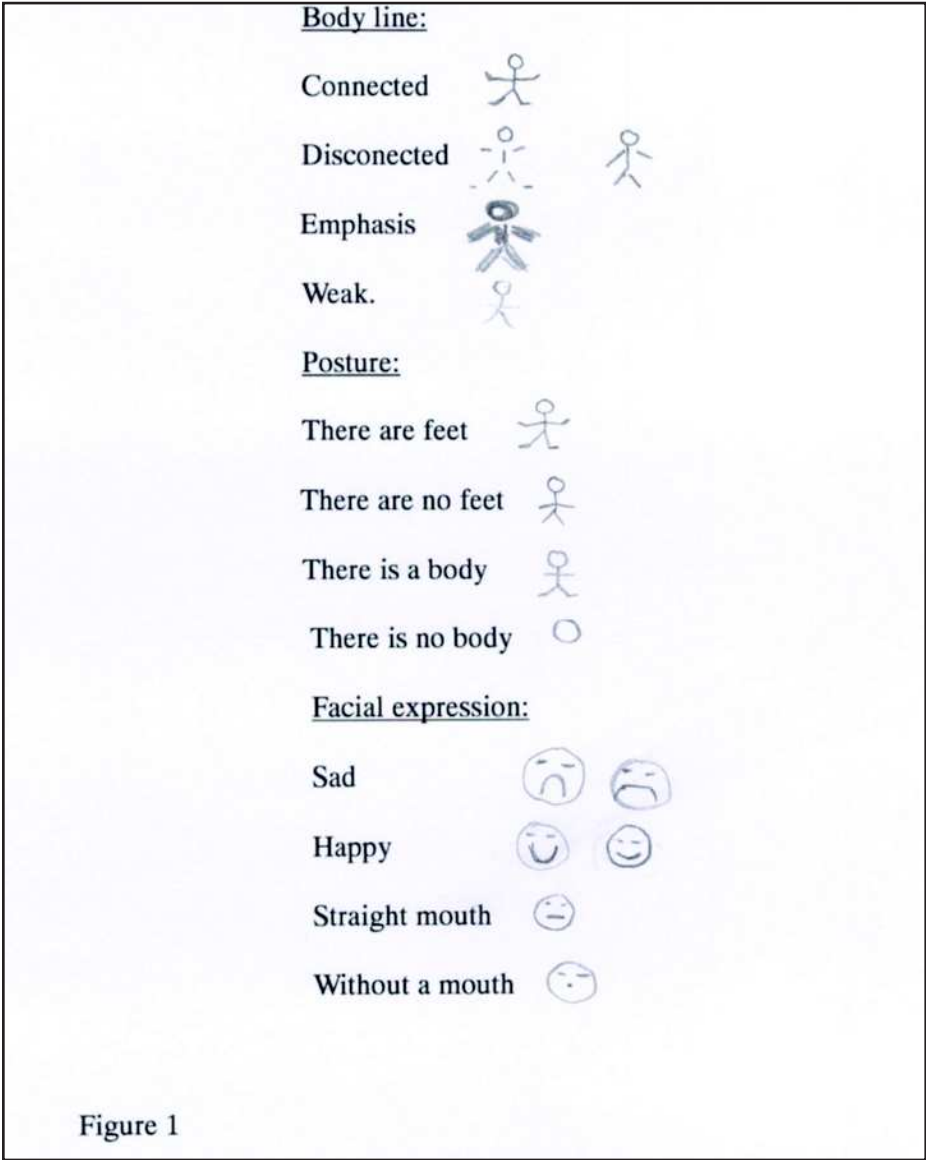 Body line:
Connected
Disconected
Emphasis
Weak.
Posture:
There are feet
There are no feet
There is a body
There is no body
Facial expression:
Sad
Happy
Straight mouth
Without a mouth
Figure 1